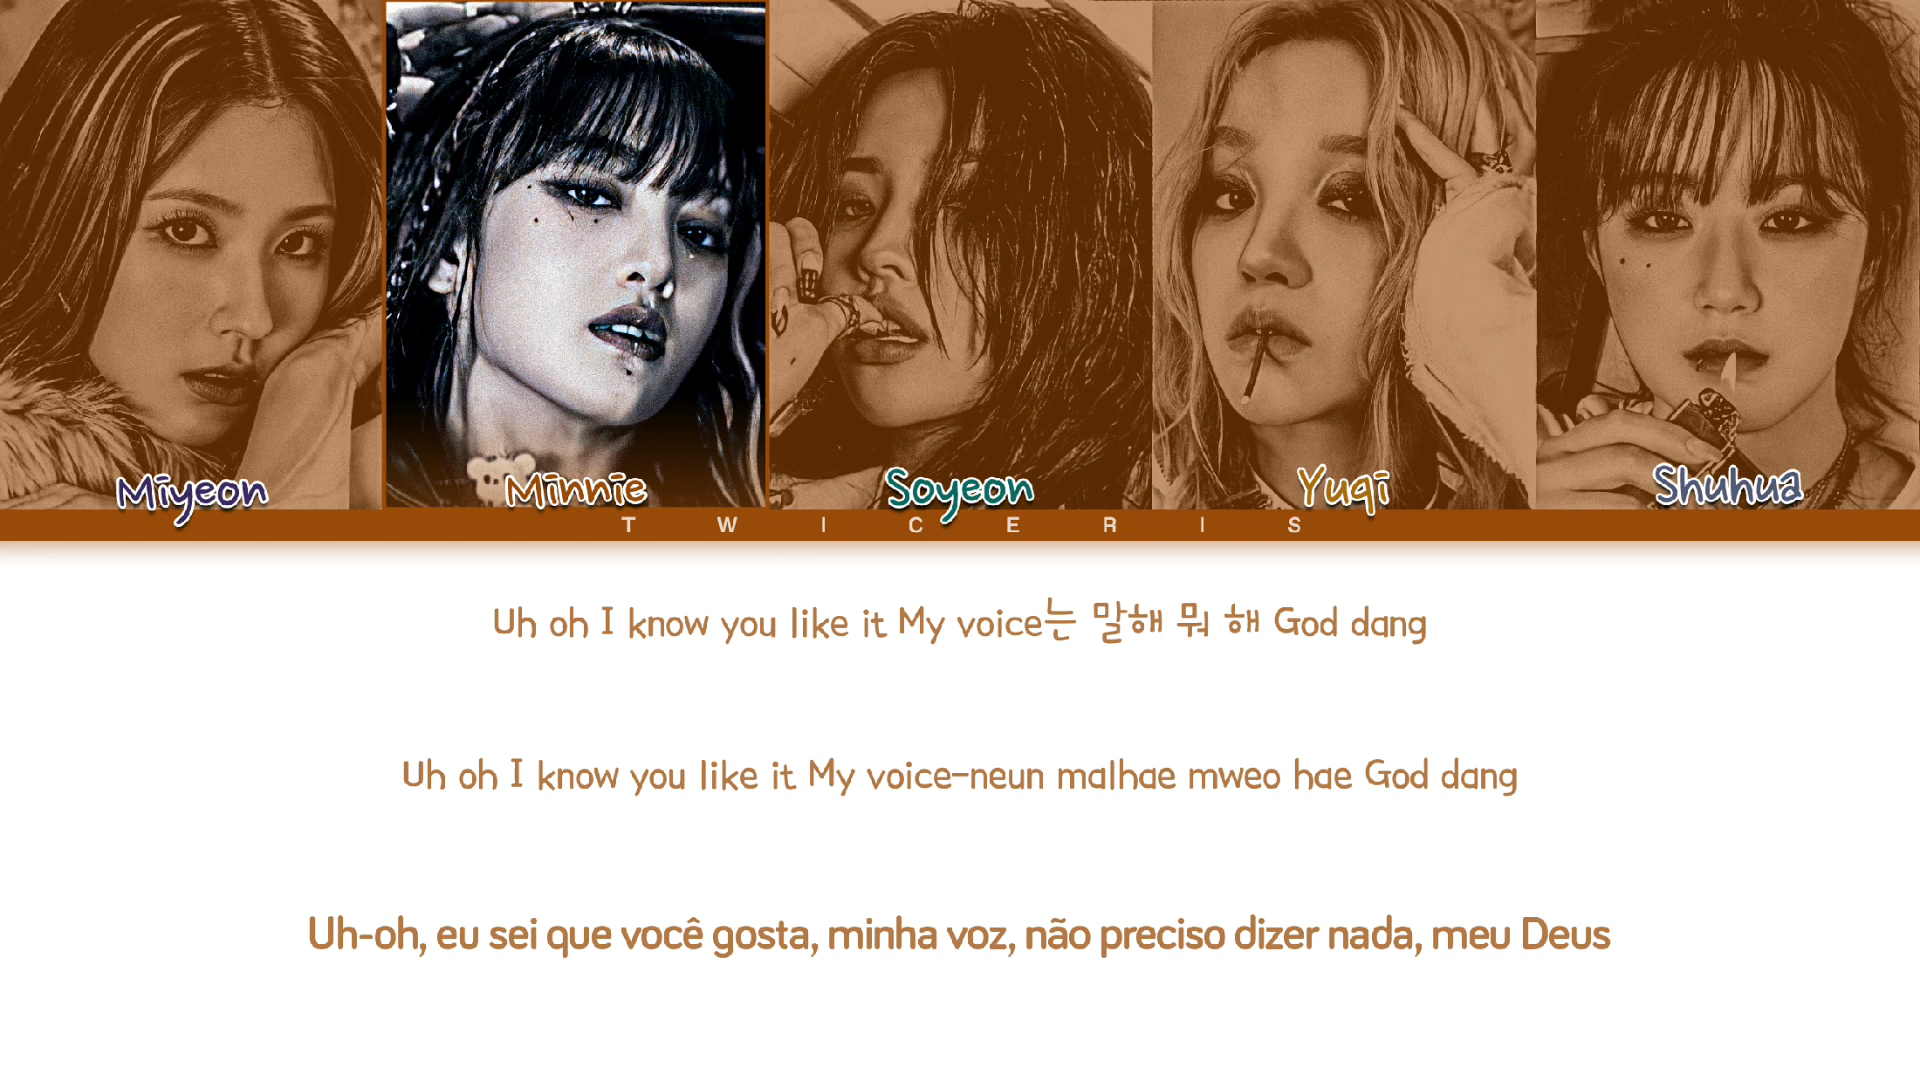 Miyeon Minnie Soyeon Yuqi Shuhua
T W I C E R I S
Uh oh I know you like it My voice는 말해 뭐 해 God dang
Uh oh I know you like it My voice-neun malhae mweo hae God dang
Uh-oh, eu sei que você gosta, minha voz, não preciso dizer nada, meu Deus